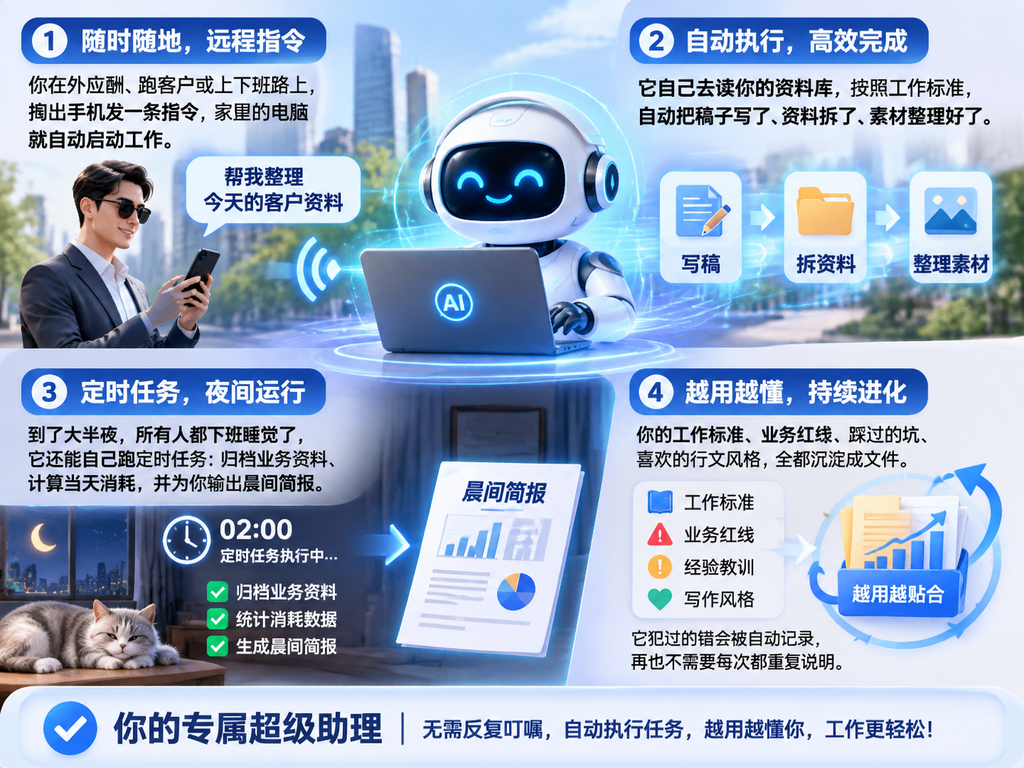 1 随时随地，远程指令
你在外应酬、跑客户或上下班路上，
掏出手机发一条指令，家里的电脑
就自动启动工作。
帮我整理
今天的客户资料
AI
2 自动执行，高效完成
它自己去读你的资料库，按照工作标准，
自动把稿子写了、资料拆了、素材整理好了。
写稿
拆资料
整理素材
3 定时任务，夜间运行
到了大半夜，所有人都下班睡觉了，
它还能自己跑定时任务：归档业务资料、
计算当天消耗，并为你输出晨间简报。
02:00
定时任务执行中...
归档业务资料
统计消耗数据
生成晨间简报
晨间简报
4 越用越懂，持续进化
你的工作标准、业务红线、踩过的坑、
喜欢的行文风格，全都沉淀成文件。
工作标准
业务红线
经验教训
写作风格
越用越贴合
它犯过的错会被自动记录，
再也不需要每次都重复说明。
你的专属超级助理
无需反复叮嘱，自动执行任务，越用越懂你，工作更轻松！